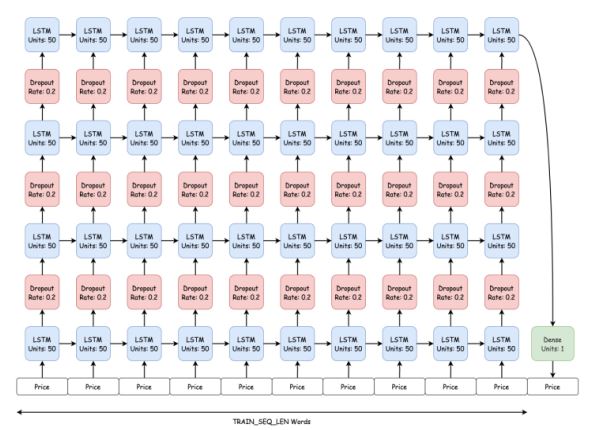 LSTM LSTM LSTM LSTM LSTM LSTM LSTM LSTM LSTM LSTM
Units: 50 Units: 50 Units: 50 Units: 50 Units: 50 Units: 50 Units: 50 Units: 50 Units: 50 Units: 50
Dropout Dropout Dropout Dropout Dropout Dropout Dropout Dropout Dropout Dropout
Rate: 0.2 Rate: 0.2 Rate: 0.2 Rate: 0.2 Rate: 0.2 Rate: 0.2 Rate: 0.2 Rate: 0.2 Rate: 0.2 Rate: 0.2
LSTM LSTM LSTM LSTM LSTM LSTM LSTM LSTM LSTM LSTM
Units: 50 Units: 50 Units: 50 Units: 50 Units: 50 Units: 50 Units: 50 Units: 50 Units: 50 Units: 50
Dropout Dropout Dropout Dropout Dropout Dropout Dropout Dropout Dropout Dropout
Rate: 0.2 Rate: 0.2 Rate: 0.2 Rate: 0.2 Rate: 0.2 Rate: 0.2 Rate: 0.2 Rate: 0.2 Rate: 0.2 Rate: 0.2
LSTM LSTM LSTM LSTM LSTM LSTM LSTM LSTM LSTM LSTM
Units: 50 Units: 50 Units: 50 Units: 50 Units: 50 Units: 50 Units: 50 Units: 50 Units: 50 Units: 50
Dropout Dropout Dropout Dropout Dropout Dropout Dropout Dropout Dropout Dropout
Rate: 0.2 Rate: 0.2 Rate: 0.2 Rate: 0.2 Rate: 0.2 Rate: 0.2 Rate: 0.2 Rate: 0.2 Rate: 0.2 Rate: 0.2
LSTM LSTM LSTM LSTM LSTM LSTM LSTM LSTM LSTM LSTM Dense
Units: 50 Units: 50 Units: 50 Units: 50 Units: 50 Units: 50 Units: 50 Units: 50 Units: 50 Units: 50 Units: 1
Price Price Price Price Price Price Price Price Price Price Price
TRAIN_SEQ_LEN Words